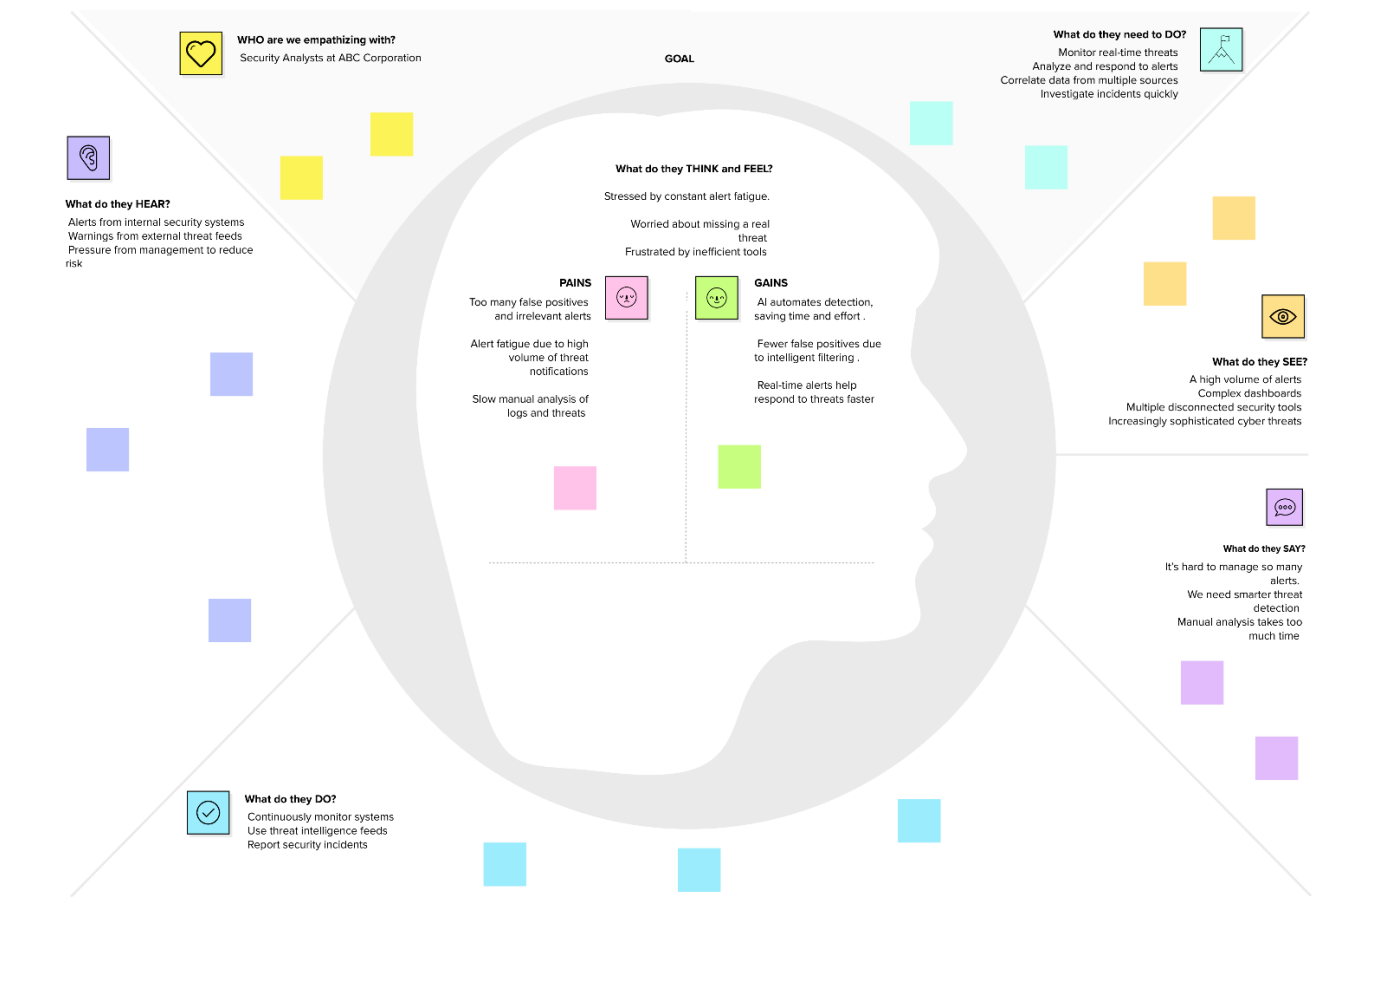 WHO are we empathizing with?
Security Analysts at ABC Corporation
GOAL
What do they need to DO?
Monitor real-time threats
Analyze and respond to alerts
Correlate data from multiple sources
Investigate incidents quickly
What do they HEAR?
Alerts from internal security systems
Warnings from external threat feeds
Pressure from management to reduce
risk
What do they THINK and FEEL?
Stressed by constant alert fatigue.
Worried about missing a real
threat
Frustrated by inefficient tools
PAINS
Too many false positives
and irrelevant alerts
Alert fatigue due to high
volume of threat
notifications
Slow manual analysis of
logs and threats
GAINS
AI automates detection,
saving time and effort .
Fewer false positives due
to intelligent filtering .
Real-time alerts help
respond to threats faster
What do they SEE?
A high volume of alerts
Complex dashboards
Multiple disconnected security tools
Increasingly sophisticated cyber threats
What do they SAY?
It's hard to manage so many
alerts.
We need smarter threat
detection
Manual analysis takes too
much time
What do they DO?
Continuously monitor systems
Use threat intelligence feeds
Report security incidents